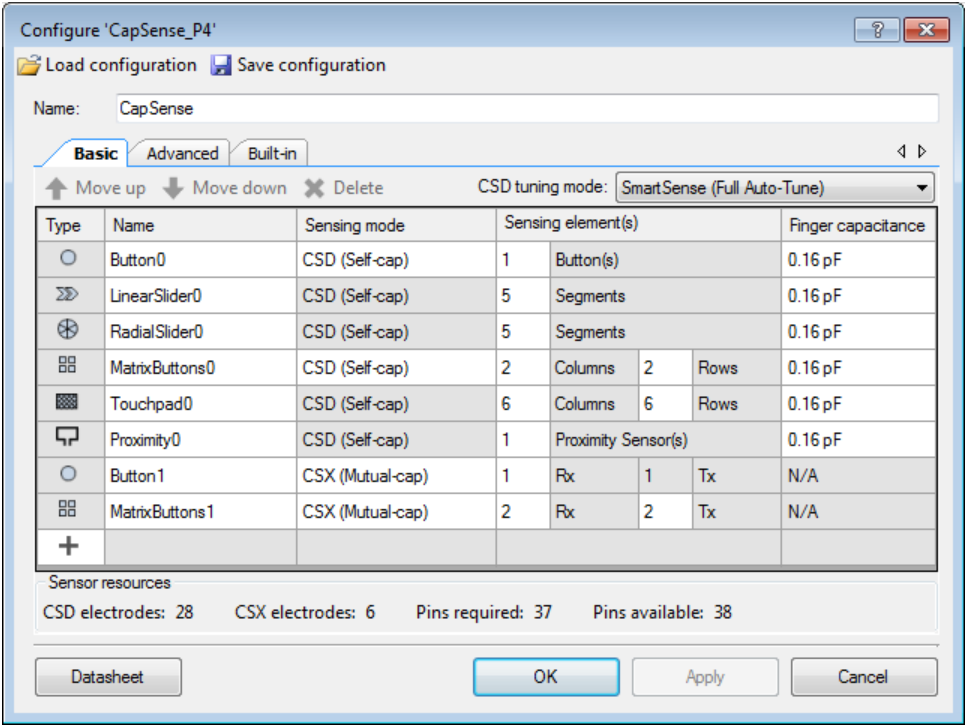 Configure 'CapSense_P4'
Load configuration Save configuration
Name: CapSense
Basic Advanced Built-in
Move up Move down Delete CSD tuning mode: SmartSense (Full Auto-Tune)
Type Name Sensing mode Sensing element(s) Finger capacitance
Button0 CSD (Self-cap) 1 Button(s) 0.16 pF
LinearSlider0 CSD (Self-cap) 5 Segments 0.16 pF
RadialSlider0 CSD (Self-cap) 5 Segments 0.16 pF
MatrixButtons0 CSD (Self-cap) 2 Columns 2 Rows 0.16 pF
Touchpad0 CSD (Self-cap) 6 Columns 6 Rows 0.16 pF
Proximity0 CSD (Self-cap) 1 Proximity Sensor(s) 0.16 pF
Button1 CSX (Mutual-cap) 1 Rx 1 Tx N/A
MatrixButtons1 CSX (Mutual-cap) 2 Rx 2 Tx N/A
Sensor resources
CSD electrodes: 28 CSX electrodes: 6 Pins required: 37 Pins available: 38
Datasheet OK Apply Cancel